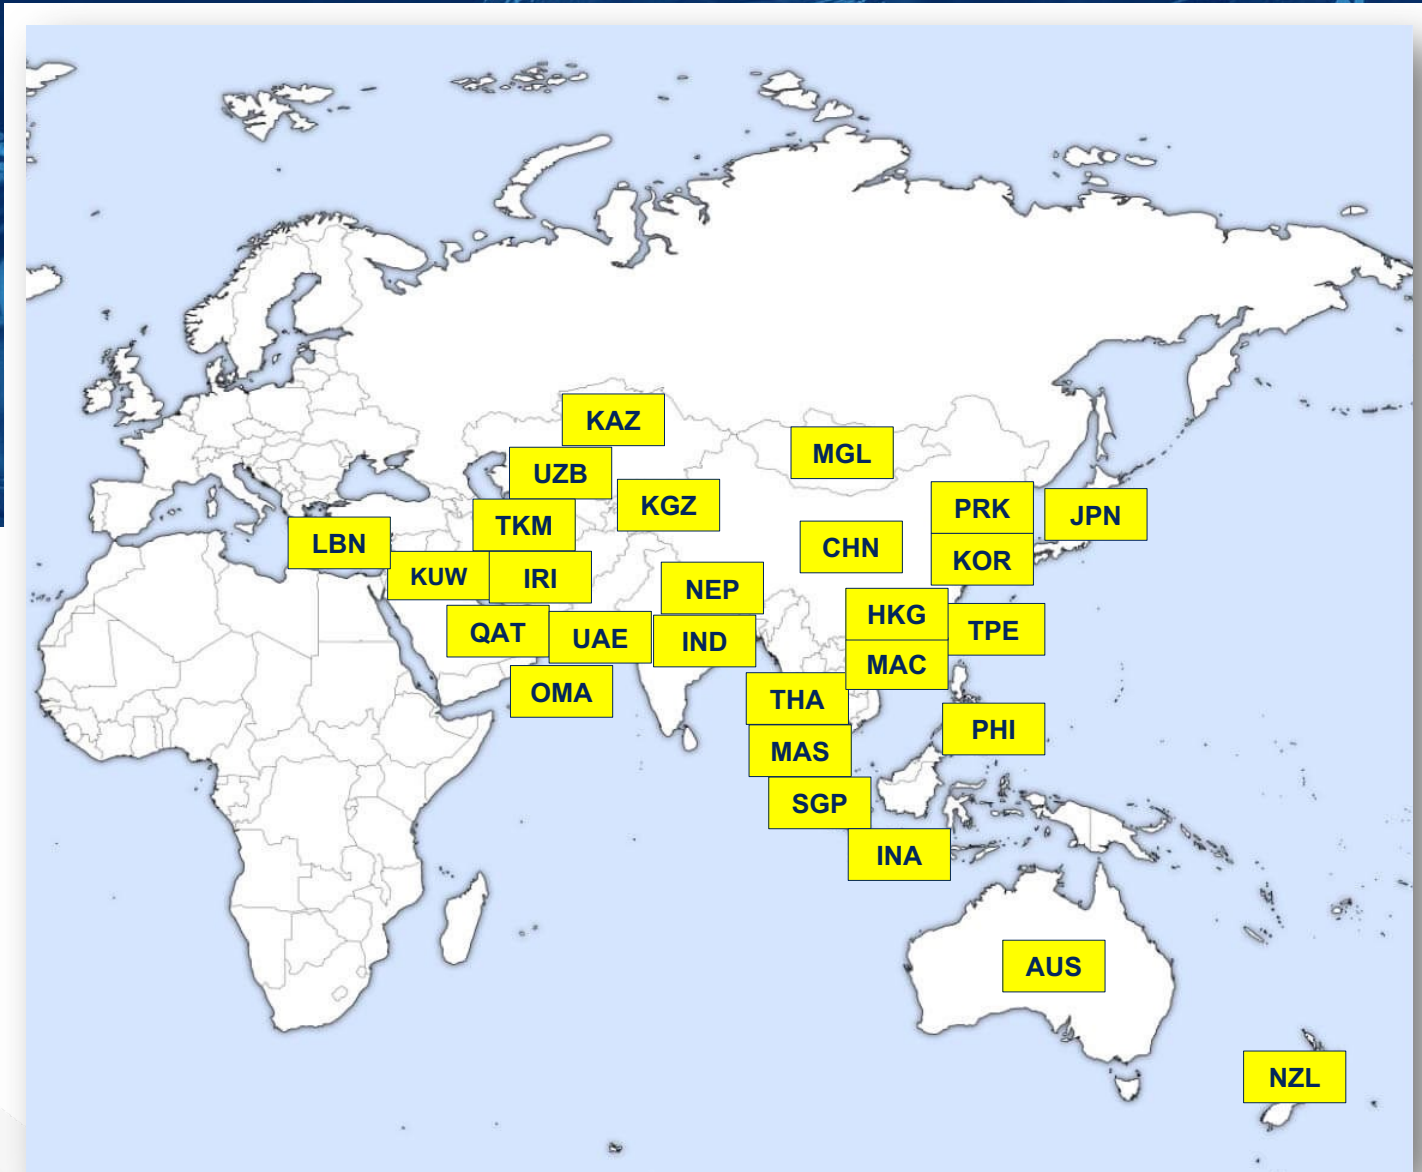 KAZ
MGL
UZB
KGZ
PRK
JPN
TKM
LBN
CHN
KOR
KUW
IRI
NEP
HKG
TPE
QAT
UAE
IND
MAC
OMA
THA
PHI
MAS
SGP
INA
AUS
NZL